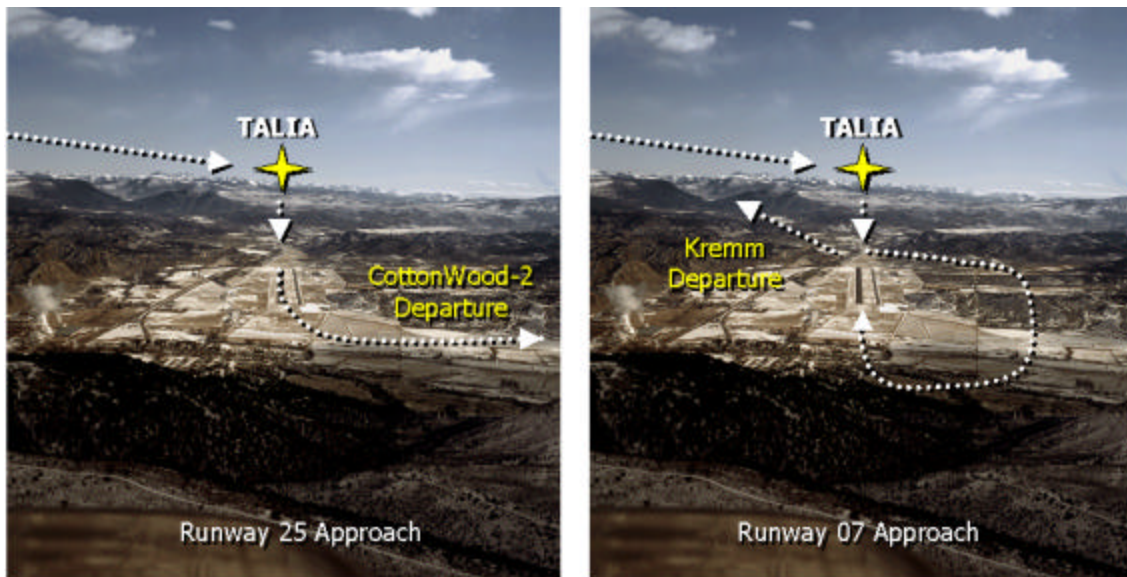 TALIA
CottonWood-2
Departure
Runway 25 Approach
TALIA
Kremm
Departure
Runway 07 Approach